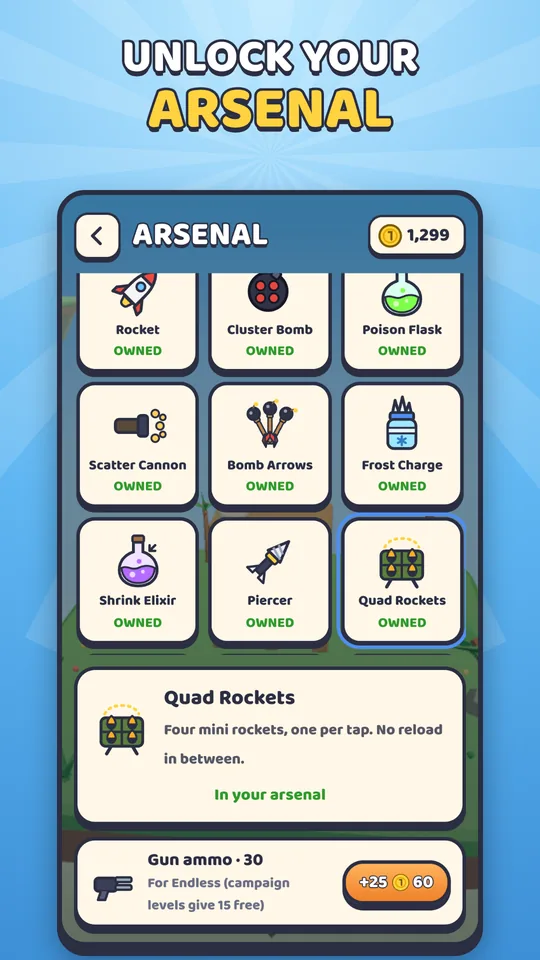 UNLOCK YOUR
ARSENAL
ARSENAL
1,299
Rocket
Cluster Bomb
Poison Flask
OWNED
OWNED
OWNED
Scatter Cannon
Bomb Arrows
Frost Charge
OWNED
OWNED
OWNED
Shrink Elixir
Piercer
Quad Rockets
OWNED
OWNED
OWNED
Quad Rockets
Four mini rockets, one per tap. No reload
in between.
In your arsenal
Gun ammo · 30
For Endless (campaign
levels give 15 free)
+25 1 60